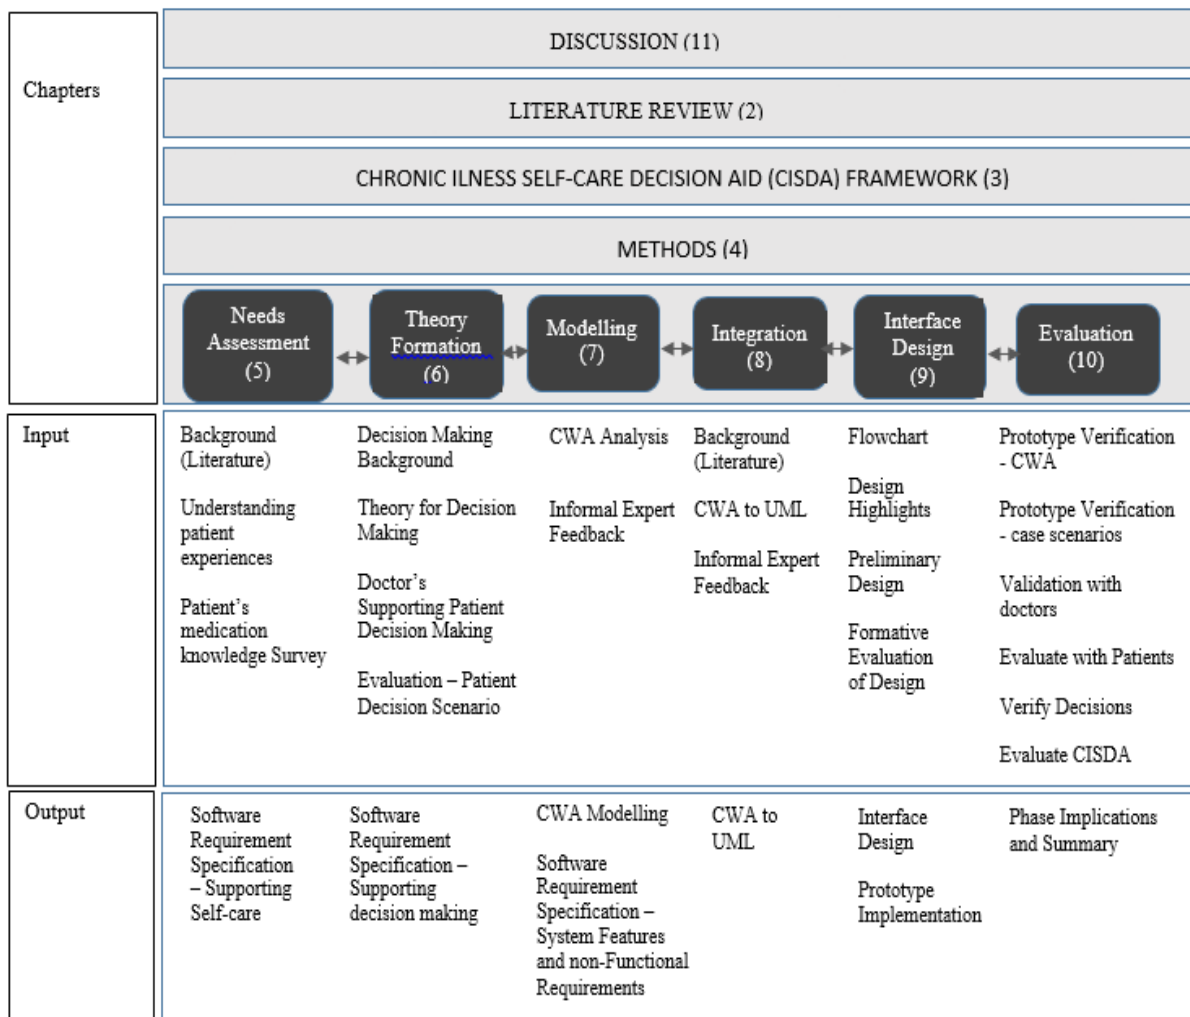 Chapters
DISCUSSION (11)
LITERATURE REVIEW (2)
CHRONIC ILNESS SELF-CARE DECISION AID (CISDA) FRAMEWORK (3)
METHODS (4)
Needs
Assessment
(5)
Theory
Formation
(6)
Modelling
(7)
Integration
(8)
Interface
Design
(9)
Evaluation
(10)
Input
Background
(Literature)
Understanding
patient
experiences
Patient's
medication
knowledge Survey
Decision Making
Background
Theory for Decision
Making
Doctor's
Supporting Patient
Decision Making
Evaluation – Patient
Decision Scenario
CWA Analysis
Informal Expert
Feedback
Background
(Literature)
CWA to UML
Informal Expert
Feedback
Flowchart
Design
Highlights
Preliminary
Design
Formative
Evaluation
of Design
Prototype Verification
- CWA
Prototype Verification
- case scenarios
Validation with
doctors
Evaluate with Patients
Verify Decisions
Evaluate CISDA
Output
Software
Requirement
Specification
– Supporting
Self-care
Software
Requirement
Specification –
Supporting
decision making
CWA Modelling
Software
Requirement
Specification –
System Features
and non-Functional
Requirements
CWA to
UML
Interface
Design
Prototype
Implementation
Phase Implications
and Summary